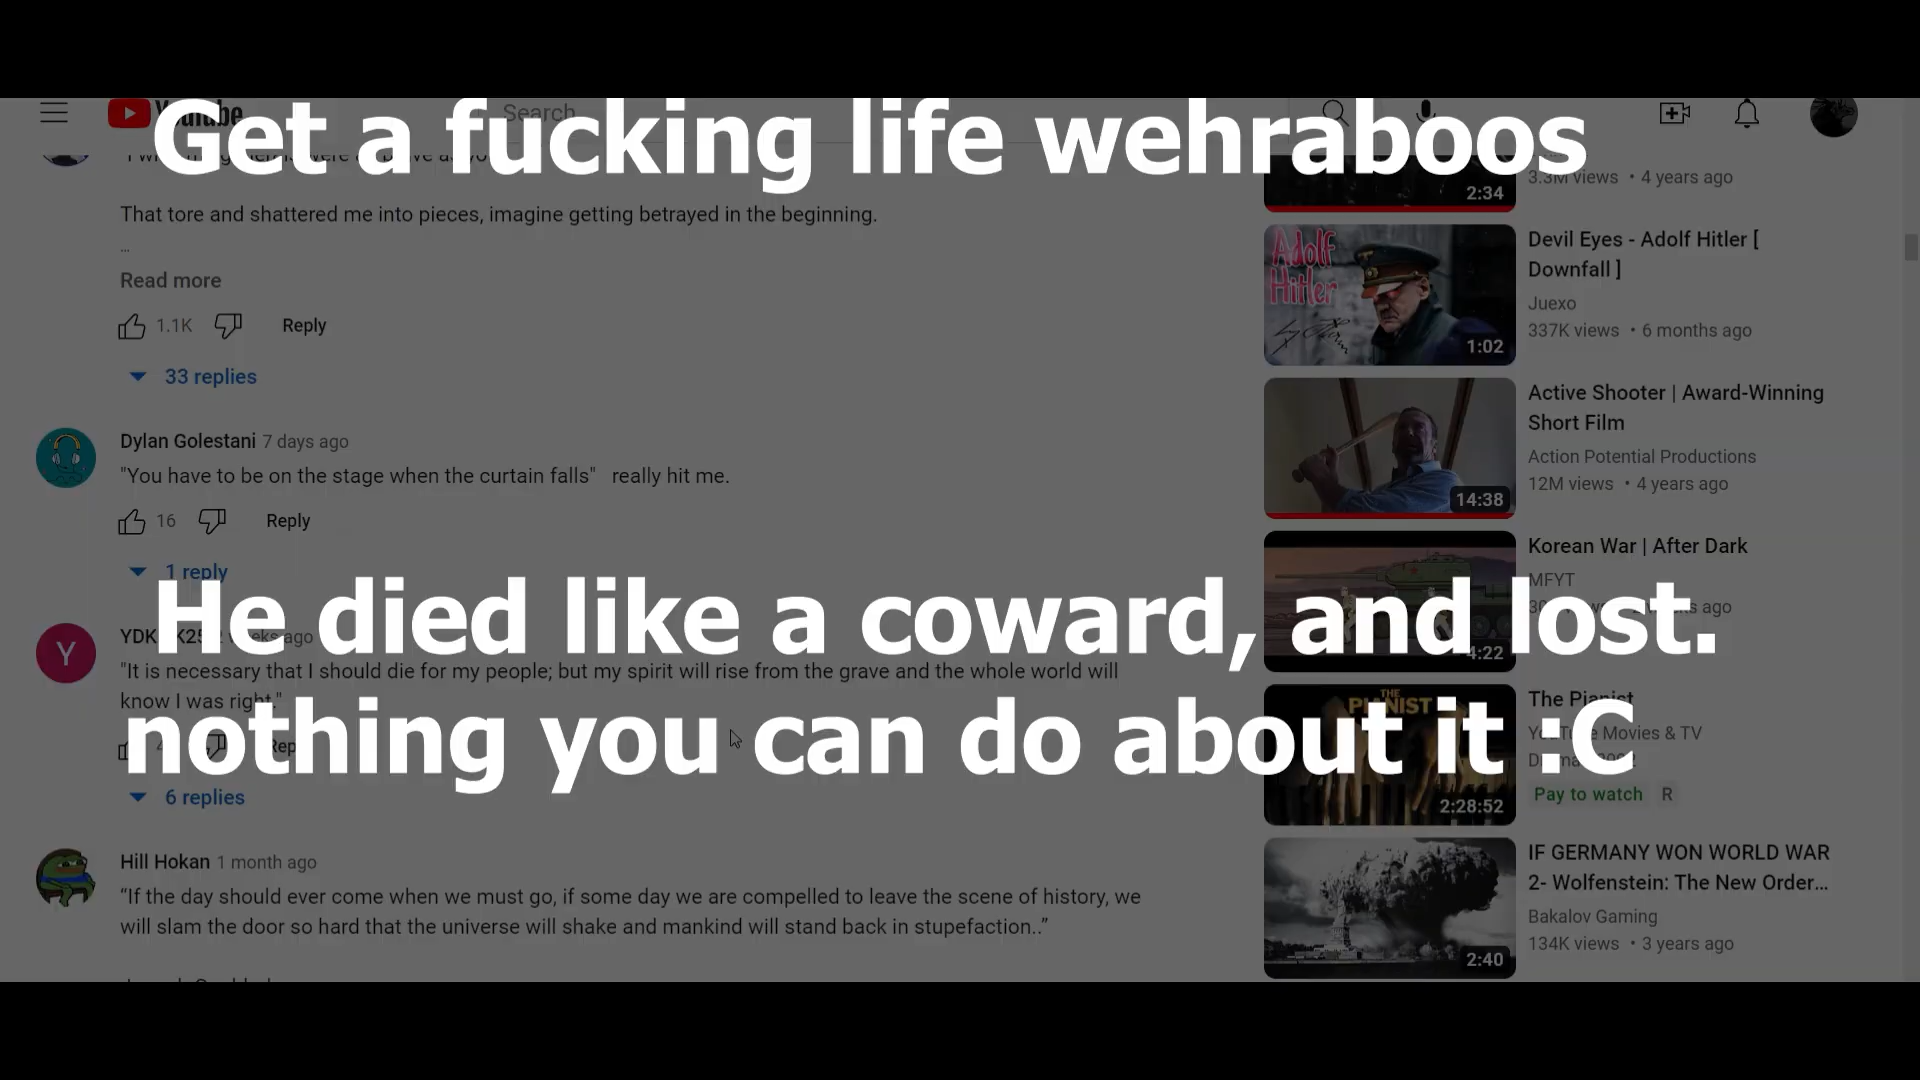 Get a fucking life wehraboos
Search
That tore and shattered me into pieces, imagine getting betrayed in the beginning.
...
Read more
1.1K Reply
33 replies
Dylan Golestani 7 days ago
"You have to be on the stage when the curtain falls" really hit me.
16 Reply
1 reply
He died like a coward, and lost.
"It is necessary that I should die for my people; but my spirit will rise from the grave and the whole world will
know I was right."
nothing you can do about it :C
6 replies
Hill Hokan 1 month ago
“If the day should ever come when we must go, if some day we are compelled to leave the scene of history, we
will slam the door so hard that the universe will shake and mankind will stand back in stupefaction..”
3.3M views • 4 years ago
2:34
Adolf
Hitler
1:02
Devil Eyes - Adolf Hitler [
Downfall ]
Juexo
337K views • 6 months ago
14:38
Active Shooter | Award-Winning
Short Film
Action Potential Productions
12M views • 4 years ago
4:22
Korean War | After Dark
MFYT
ago
THE
PIANIST
2:28:52
The Pianist
YouTube Movies & TV
Pay to watch R
2:40
IF GERMANY WON WORLD WAR
2- Wolfenstein: The New Order...
Bakalov Gaming
134K views • 3 years ago